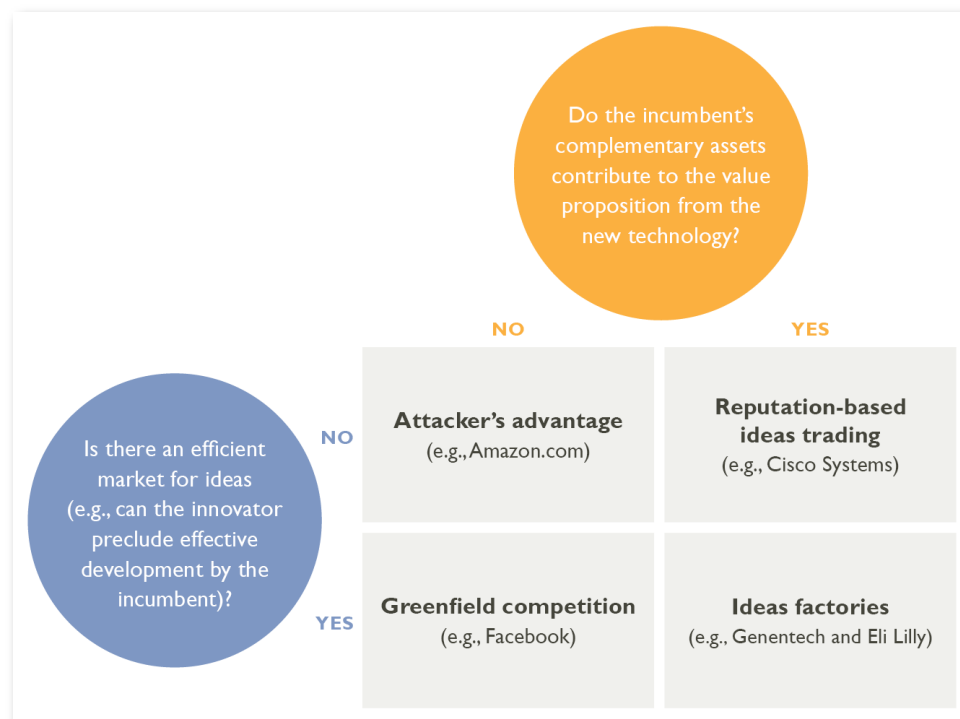 Do the incumbent's
complementary assets
contribute to the value
proposition from the
new technology?
NO
YES
Is there an efficient
market for ideas
(e.g., can the innovator
preclude effective
development by the
incumbent)?
NO
Attacker's advantage
(e.g., Amazon.com)
Reputation-based
ideas trading
(e.g., Cisco Systems)
YES
Greenfield competition
(e.g., Facebook)
Ideas factories
(e.g., Genentech and Eli Lilly)